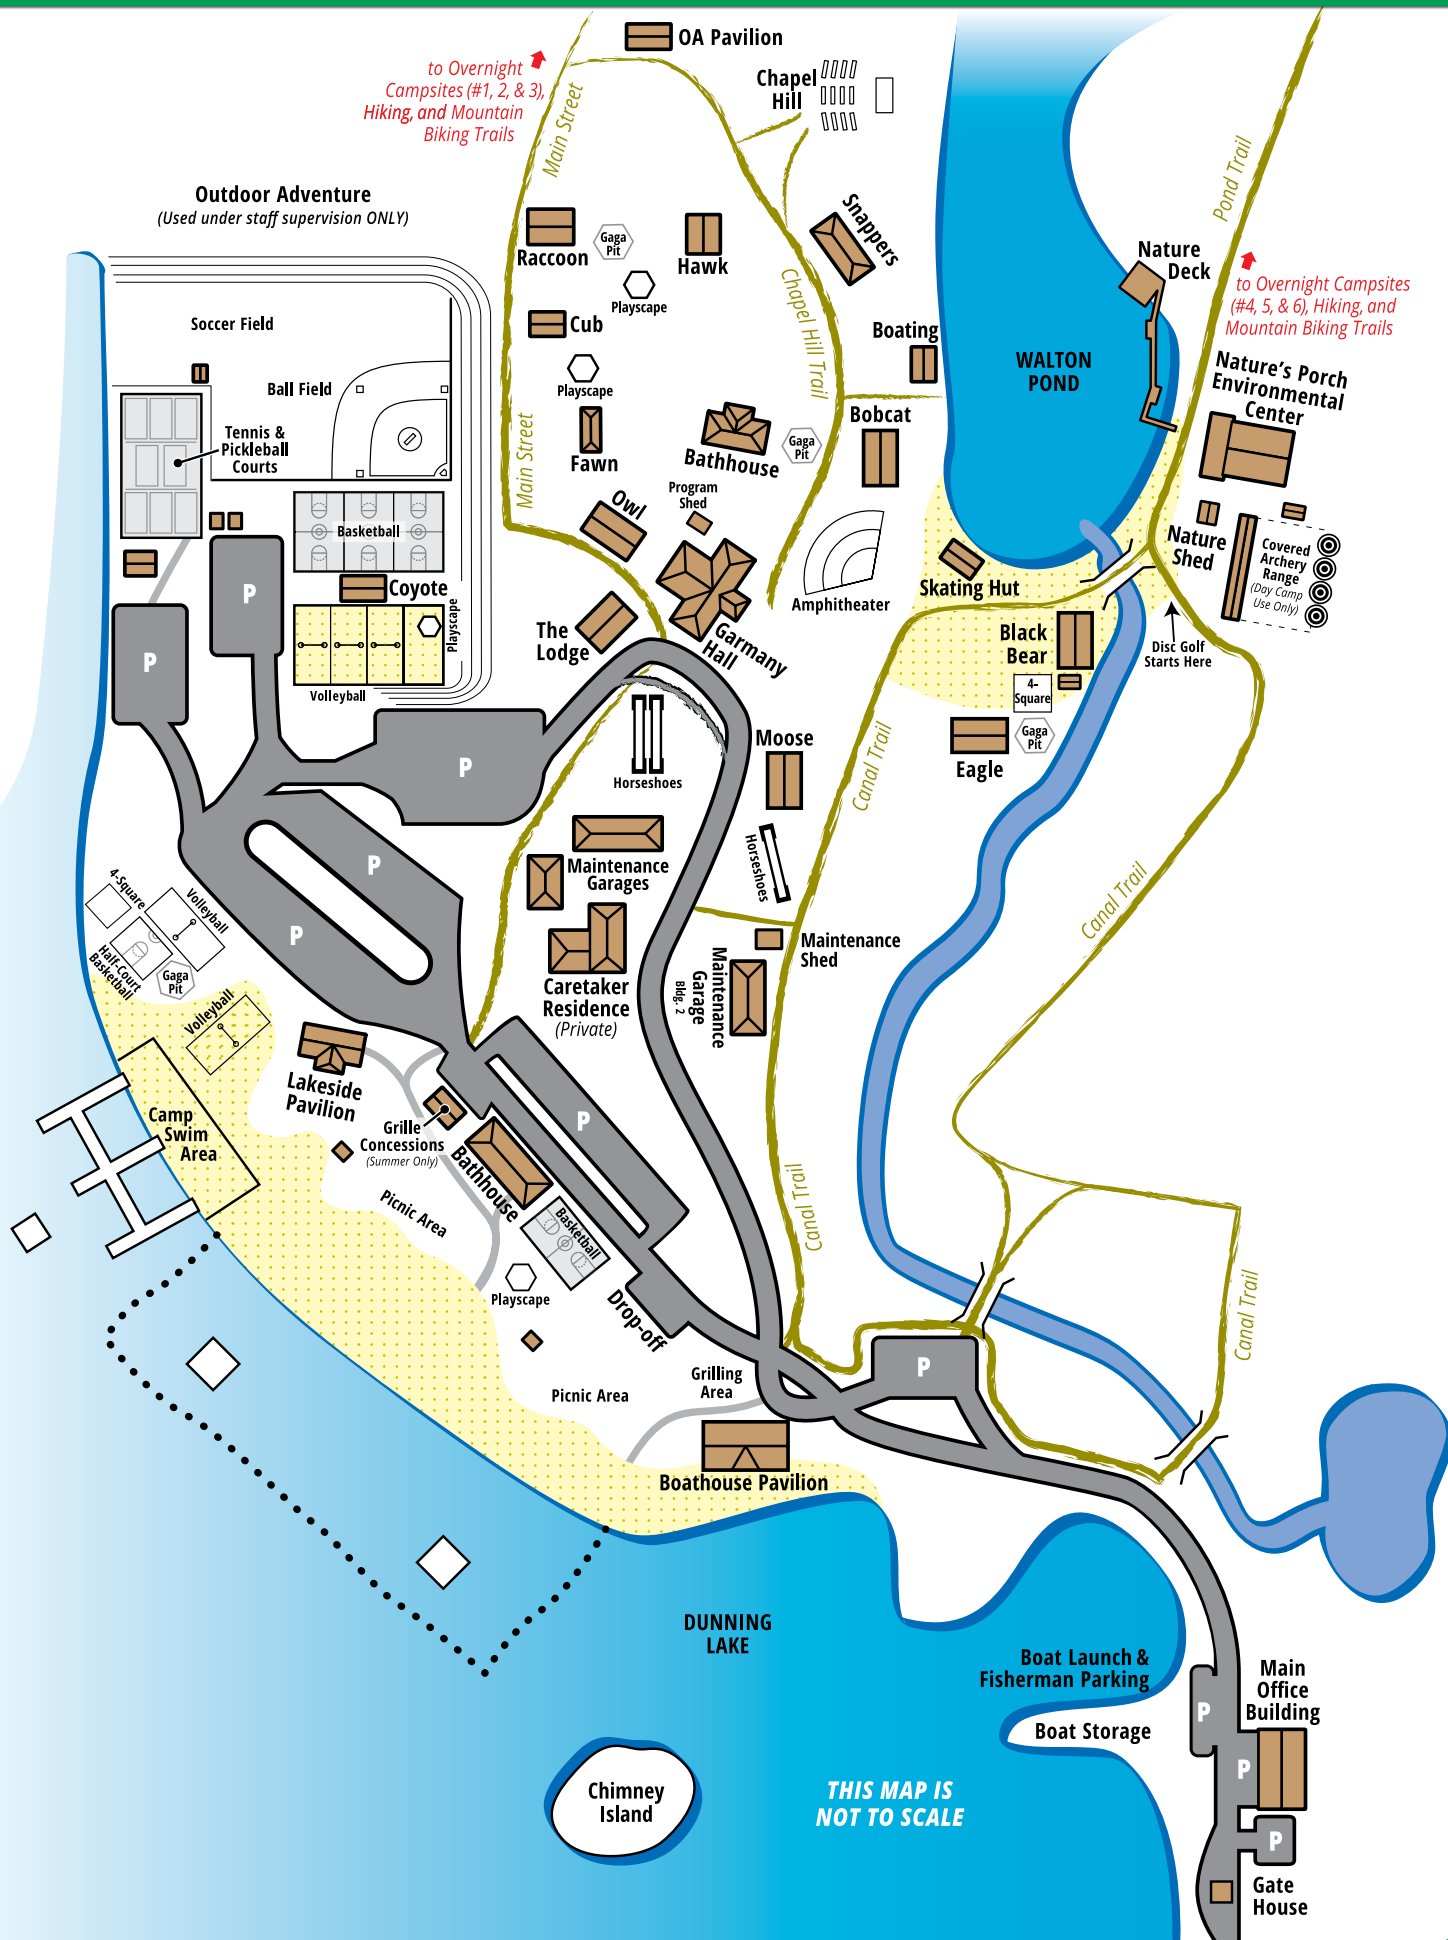 OA Pavilion
to Overnight
Campsites (#1, 2, & 3),
Hiking, and Mountain
Biking Trails
Chapel
Hill
Main Street
Pond Trail
Outdoor Adventure
(Used under staff supervision ONLY)
Raccoon
Gaga
Pit
Hawk
Snappers
Nature
Deck
to Overnight Campsites
(#4, 5, & 6), Hiking, and
Mountain Biking Trails
Playscape
Cub
Chapel Hill Trail
Boating
WALTON
POND
Soccer Field
Ball Field
Playscape
Nature's Porch
Environmental
Center
Tennis &
Pickleball
Courts
Main Street
Fawn
Bathhouse
Gaga
Pit
Bobcat
Owl
Program
Shed
Basketball
Nature
Shed
Covered
Archery
Range
(Day Camp
Use Only)
Coyote
P
Skating Hut
Amphitheater
Playscape
The
Lodge
Garmany
Hall
Black
Bear
Disc Golf
Starts Here
P
Volleyball
4-
Square
Gaga
Pit
Eagle
Moose
P
Horseshoes
Canal Trail
P
Maintenance
Garages
Horseshoes
4-Square
Volleyball
Half-Court
Basketball
Gaga
Pit
P
Canal Trail
Maintenance
Shed
Maintenance
Garage
Bldg. 2
Caretaker
Residence
(Private)
Volleyball
Lakeside
Pavilion
Camp
Swim
Area
Grille
Concessions
(Summer Only)
P
Bathhouse
Picnic Area
Basketball
Canal Trail
Playscape
Drop-off
Canal Trail
Picnic Area
Grilling
Area
P
Boathouse Pavilion
DUNNING
LAKE
Boat Launch &
Fisherman Parking
Main
Office
Building
P
Boat Storage
P
Chimney
Island
THIS MAP IS
NOT TO SCALE
P
Gate
House